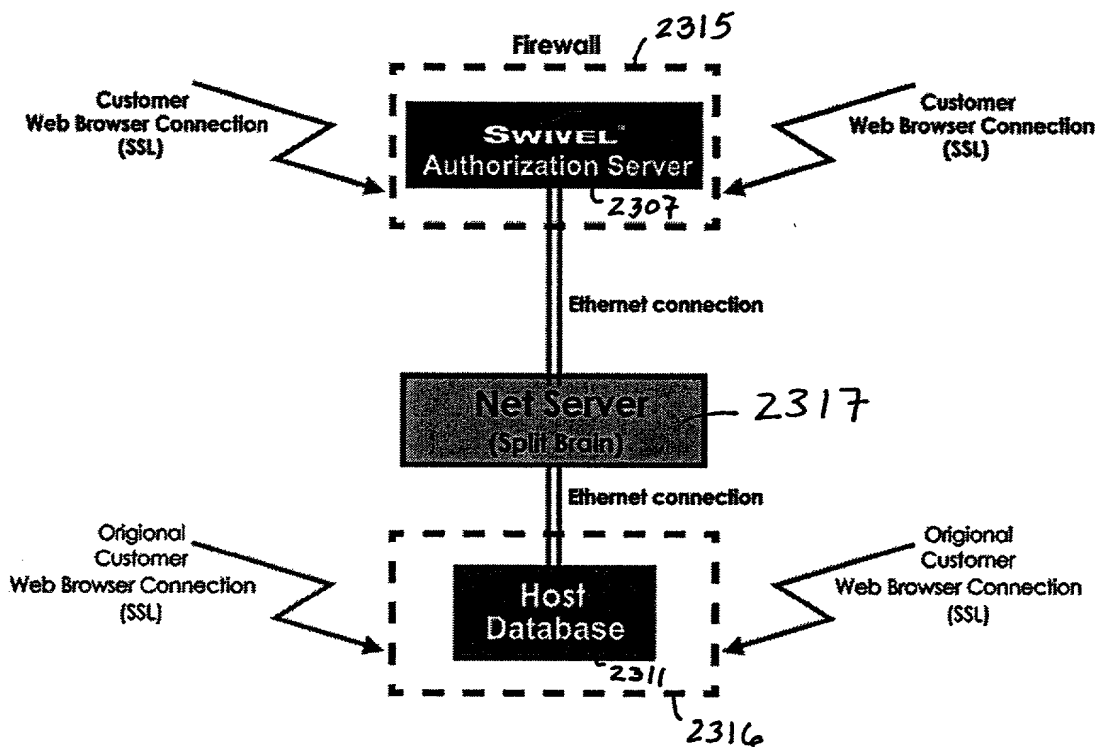 Firewall
2315
Customer
Web Browser Connection
(SSL)
SWIVEL™
Authorization Server
2307
Customer
Web Browser Connection
(SSL)
Ethernet connection
Net Server
(Split Brain)
2317
Ethernet connection
Origional
Customer
Web Browser Connection
(SSL)
Host
Database
2311
Origional
Customer
Web Browser Connection
(SSL)
2316